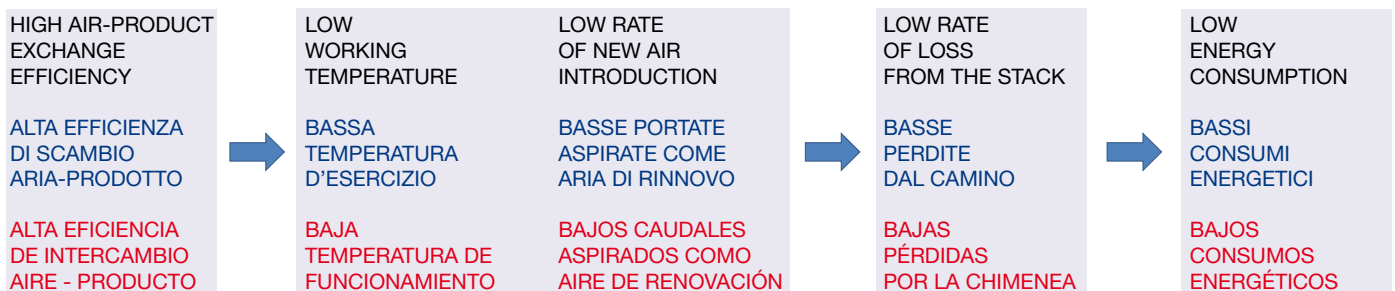 HIGH AIR-PRODUCT
EXCHANGE
EFFICIENCY
ALTA EFFICIENZA
DI SCAMBIO
ARIA-PRODOTTO
ALTA EFICIENCIA
DE INTERCAMBIO
AIRE - PRODUCTO
LOW
WORKING
TEMPERATURE
BASSA
TEMPERATURA
D'ESERCIZIO
BAJA
TEMPERATURA DE
FUNCIONAMIENTO
LOW RATE
OF NEW AIR
INTRODUCTION
BASSE PORTATE
ASPIRATE COME
ARIA DI RINNOVO
BAJOS CAUDALES
ASPIRADOS COMO
AIRE DE RENOVACIÓN
LOW RATE
OF LOSS
FROM THE STACK
BASSE
PERDITE
DAL CAMINO
BAJAS
PÉRDIDAS
POR LA CHIMENEA
LOW
ENERGY
CONSUMPTION
BASSI
CONSUMI
ENERGETICI
BAJOS
CONSUMOS
ENERGÉTICOS